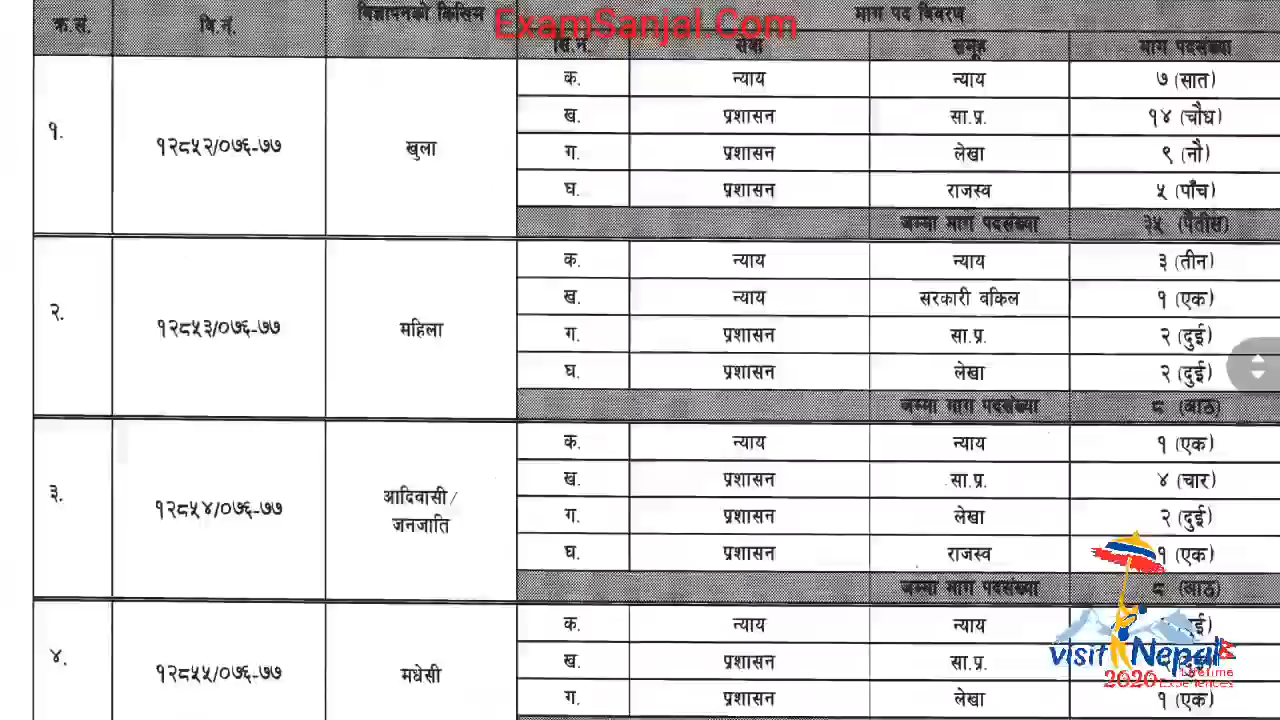 ExamSanjal.Com
क्र.सं. वि.नं. विज्ञापनको किसिम माग पद विवरण
सि.नं. सेवा समूह माग पदसंख्या
१. १२८५२/०७६-७७ खुला
क. न्याय न्याय ७ (सात)
ख. प्रशासन सा.प्र. १४ (चौध)
ग. प्रशासन लेखा ९ (नौ)
घ. प्रशासन राजस्व ५ (पाँच)
जम्मा माग पदसंख्या ३५ (पैंतीस)
२. १२८५३/०७६-७७ महिला
क. न्याय न्याय ३ (तीन)
ख. न्याय सरकारी वकिल १ (एक)
ग. प्रशासन सा.प्र. २ (दुई)
घ. प्रशासन लेखा २ (दुई)
जम्मा माग पदसंख्या ८ (आठ)
३. १२८५४/०७६-७७ आदिवासी/
जनजाति
क. न्याय न्याय १ (एक)
ख. प्रशासन सा.प्र. ४ (चार)
ग. प्रशासन लेखा २ (दुई)
घ. प्रशासन राजस्व १ (एक)
जम्मा माग पदसंख्या ८ (आठ)
४. १२८५५/०७६-७७ मधेसी
क. न्याय न्याय
ख. प्रशासन सा.प्र.
ग. प्रशासन लेखा १ (एक)
visit Nepal
2020 Lifetime
Experiences